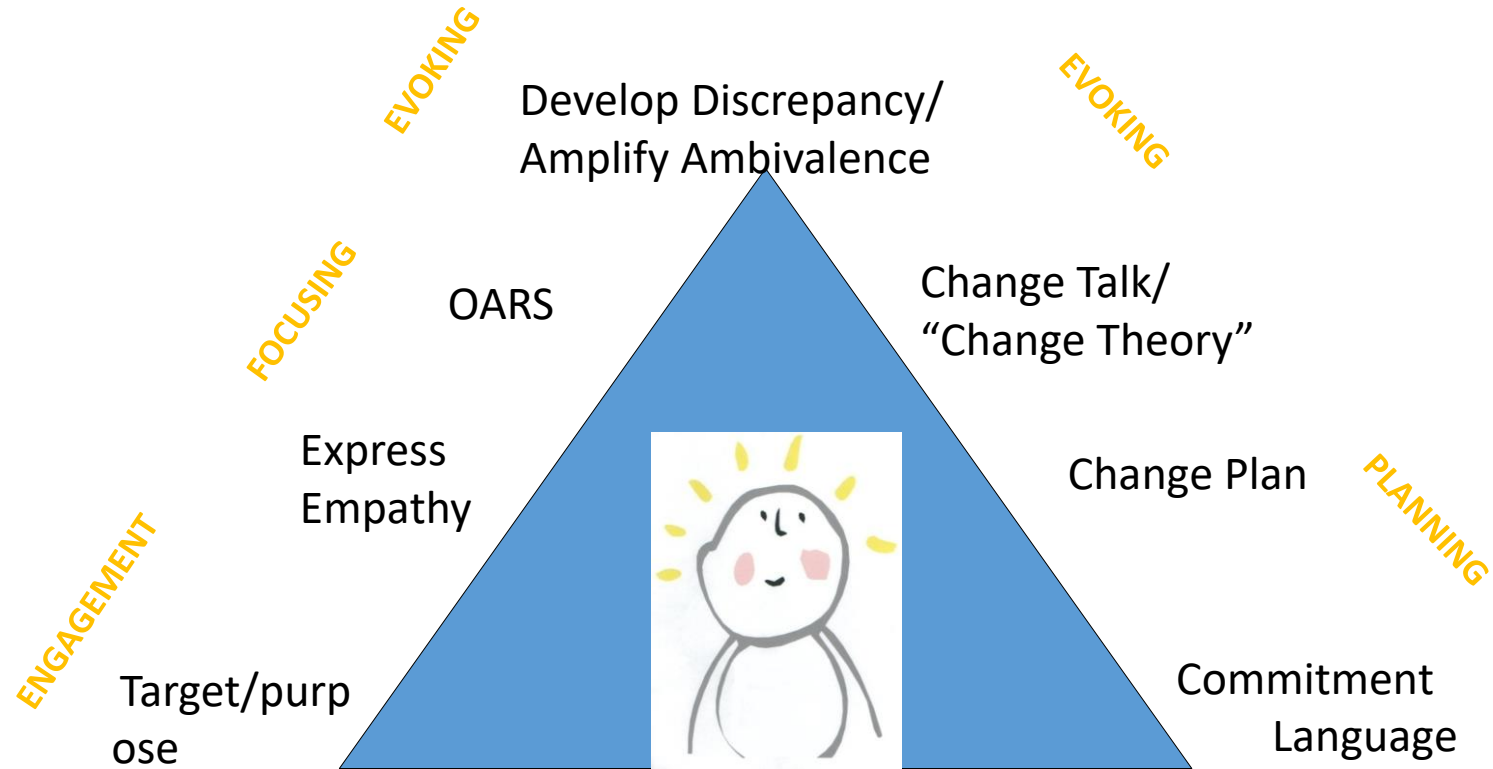 EVOKING
EVOKING
Develop Discrepancy/
Amplify Ambivalence
FOCUSING
OARS
Change Talk/
“Change Theory”
Express
Empathy
Change Plan
PLANNING
ENGAGEMENT
Target/purp
ose
Commitment
Language